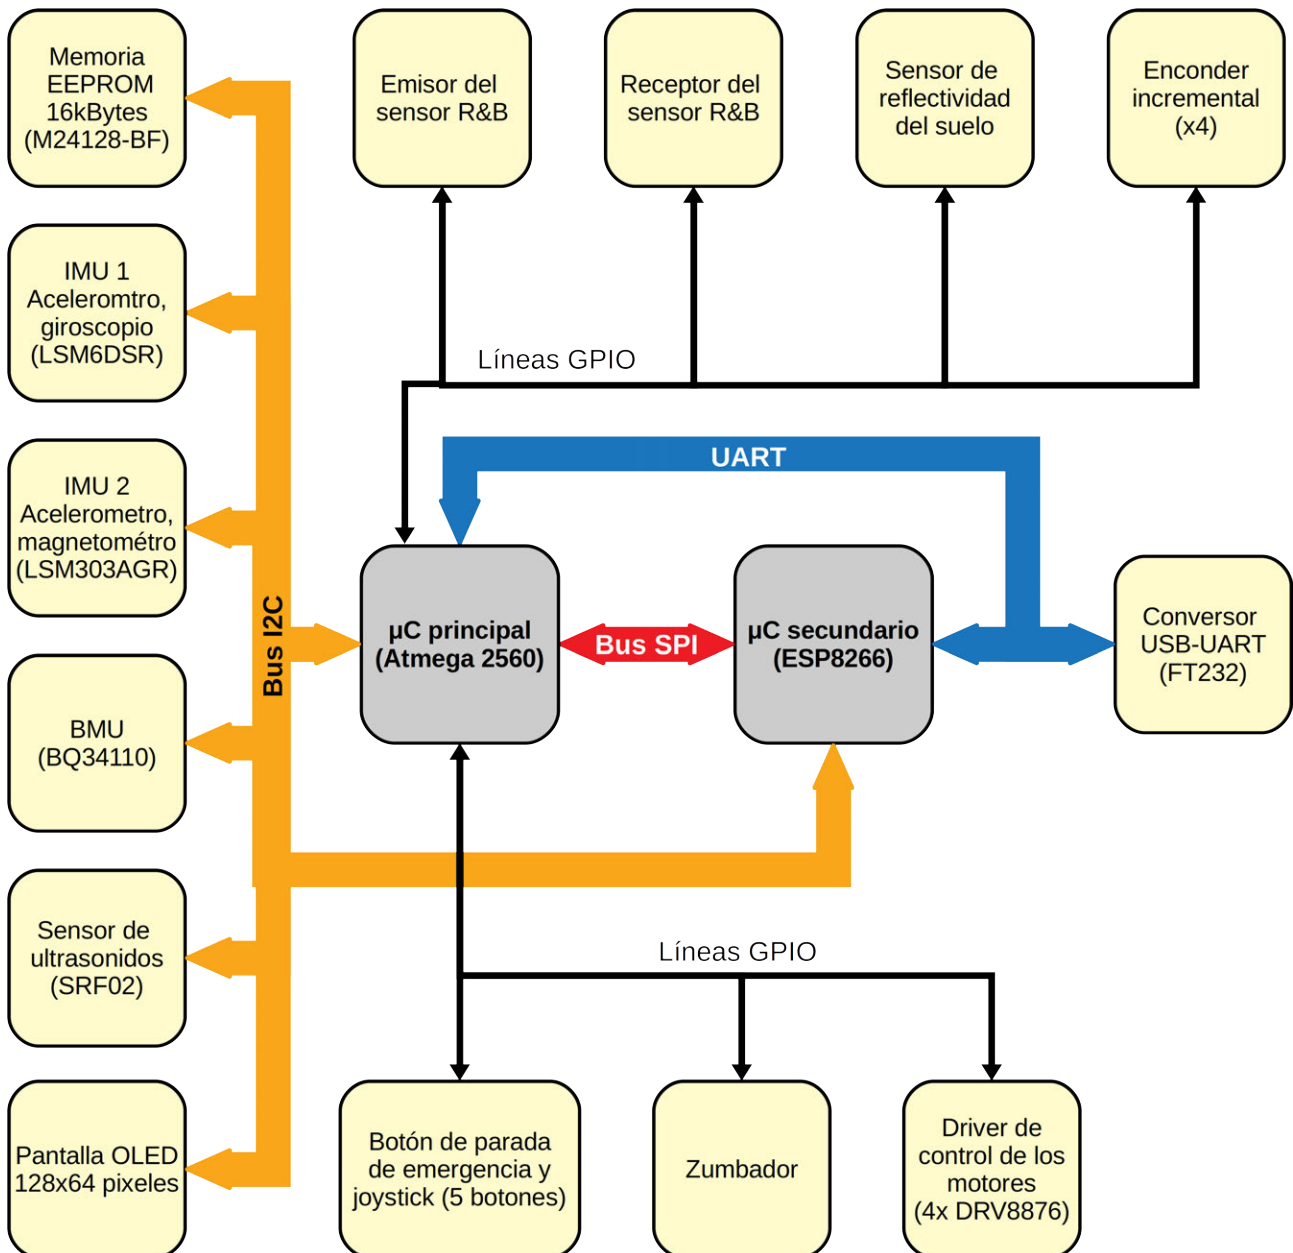 Memoria
EEPROM
16kBytes
(M24128-BF)
Emisor del
sensor R&B
Receptor del
sensor R&B
Sensor de
reflectividad
del suelo
Enconder
incremental
(x4)
IMU 1
Aceleromtro,
giroscopio
(LSM6DSR)
Líneas GPIO
UART
IMU 2
Acelerometro,
magnetométro
(LSM303AGR)
Bus I2C
µC principal
(Atmega 2560)
Bus SPI
µC secundario
(ESP8266)
Conversor
USB-UART
(FT232)
BMU
(BQ34110)
Sensor de
ultrasonidos
(SRF02)
Líneas GPIO
Pantalla OLED
128x64 pixeles
Botón de parada
de emergencia y
joystick (5 botones)
Zumbador
Driver de
control de los
motores
(4x DRV8876)